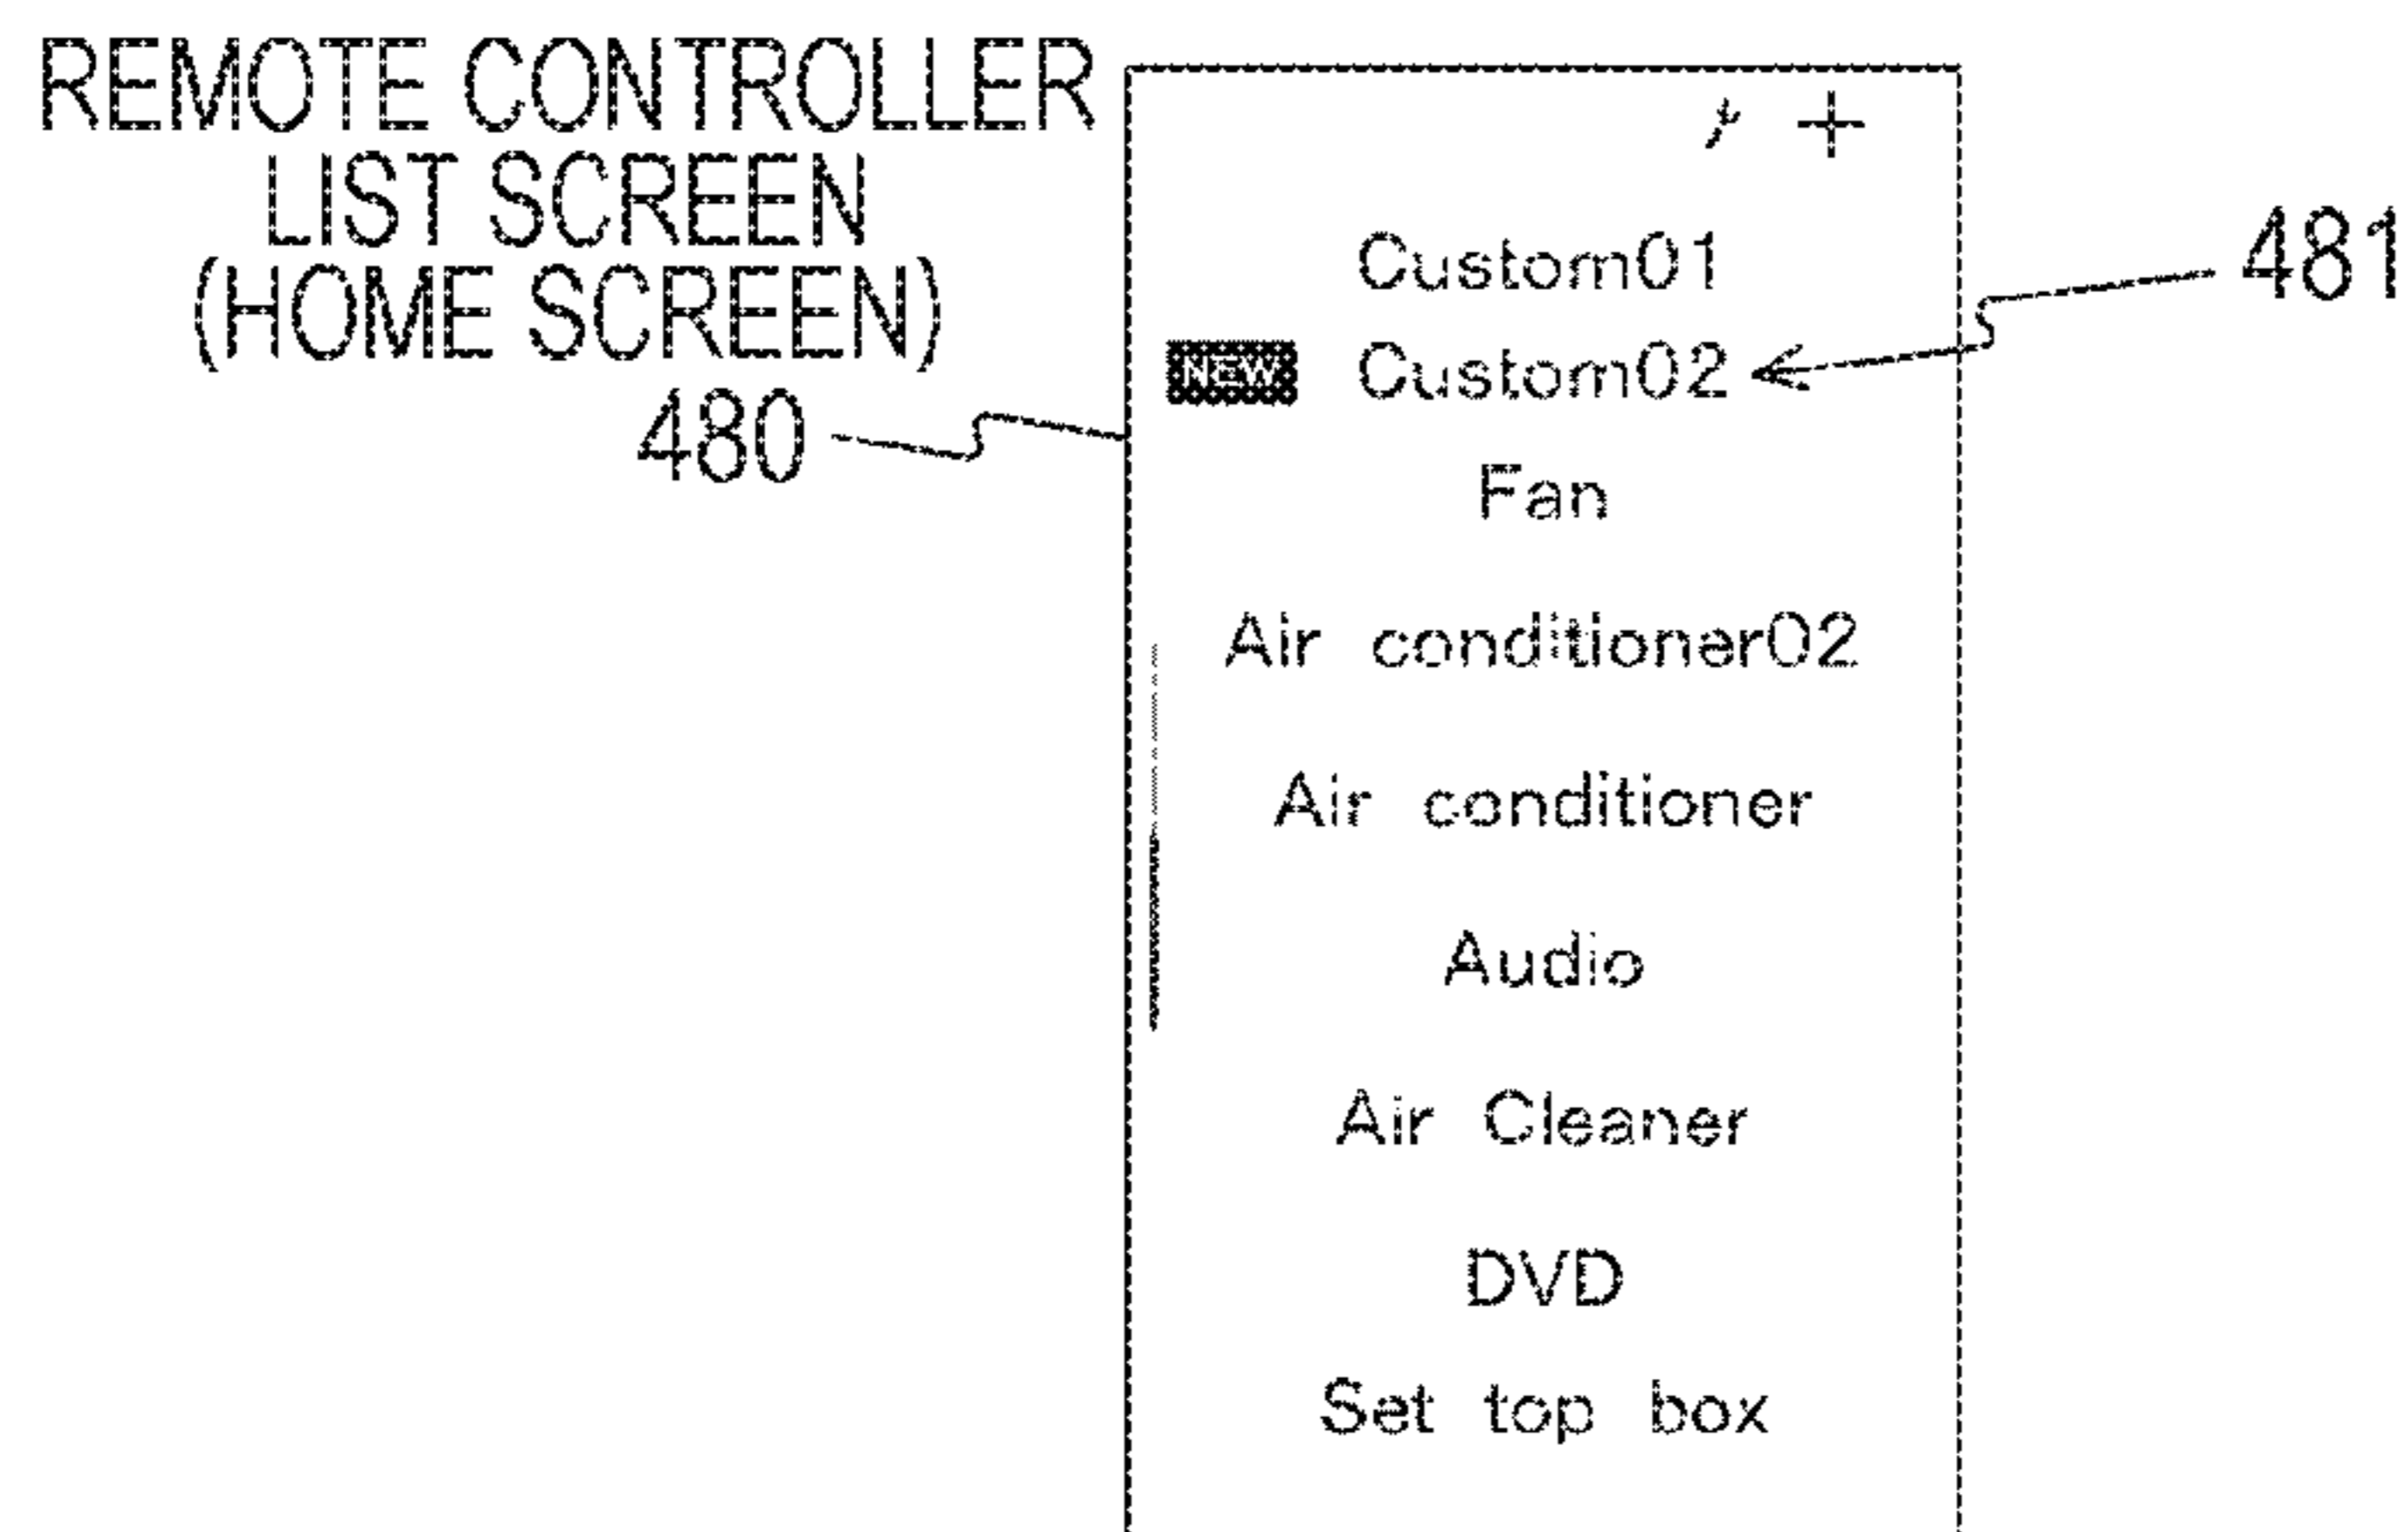 REMOTE CONTROLLER
LIST SCREEN
(HOME SCREEN)
480
+
Custom01
481
NEW Custom02
Fan
Air conditioner02
Air conditioner
Audio
Air Cleaner
DVD
Set top box